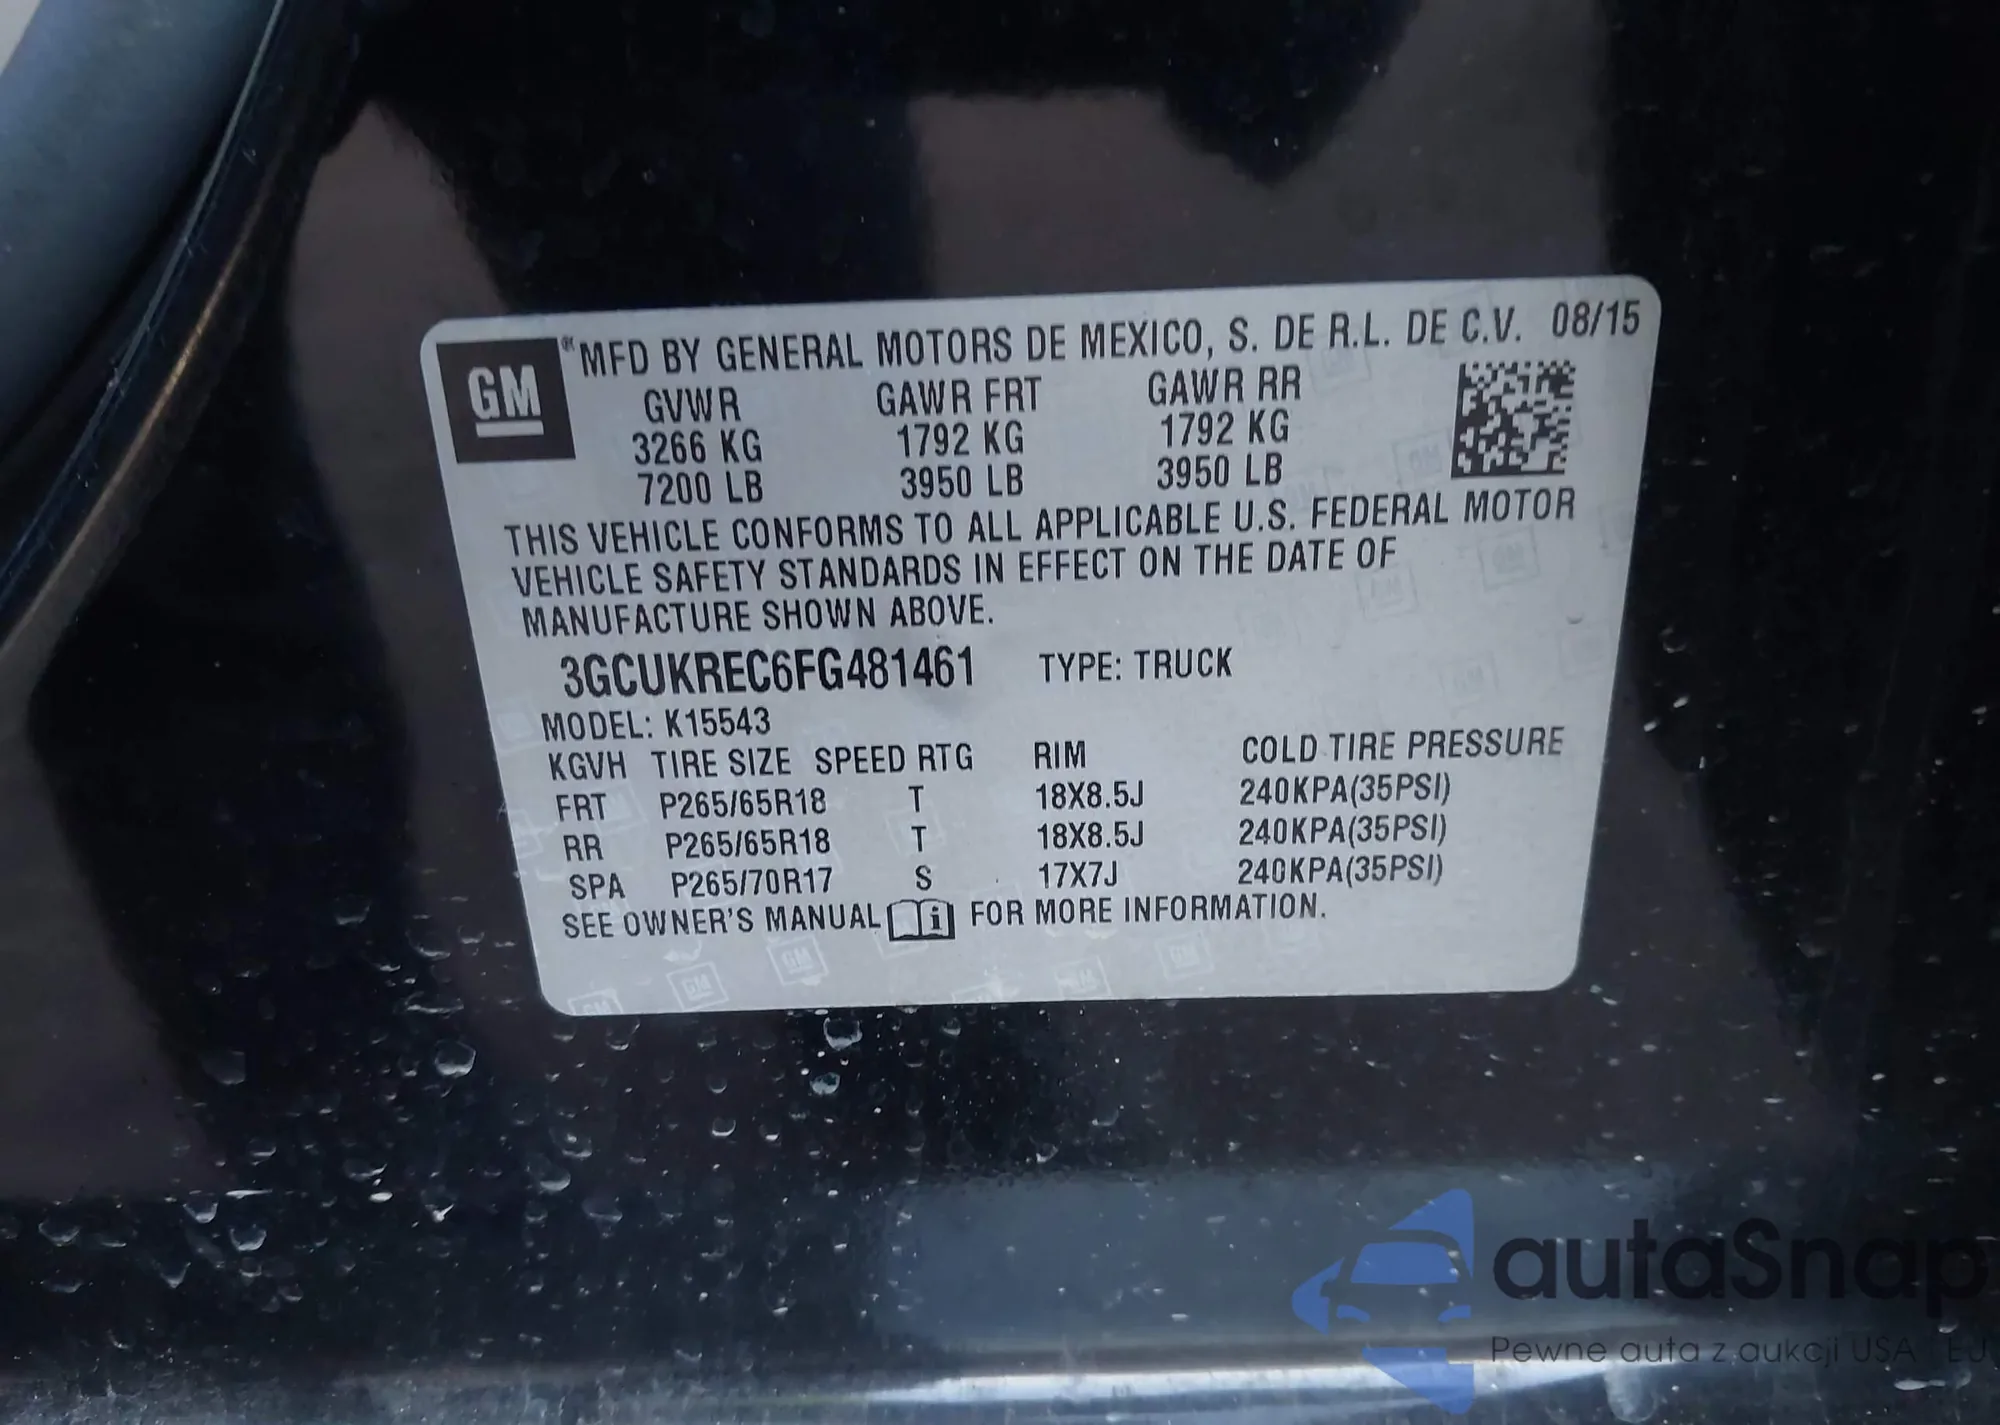 GM ® MFD BY GENERAL MOTORS DE MEXICO, S. DE R.L. DE C.V. 08/15
GVWR GAWR FRT GAWR RR
3266 KG 1792 KG 1792 KG
7200 LB 3950 LB 3950 LB
THIS VEHICLE CONFORMS TO ALL APPLICABLE U.S. FEDERAL MOTOR
VEHICLE SAFETY STANDARDS IN EFFECT ON THE DATE OF
MANUFACTURE SHOWN ABOVE.
3GCUKREC6FG481461 TYPE: TRUCK
MODEL: K15543
KGVH TIRE SIZE SPEED RTG RIM COLD TIRE PRESSURE
FRT P265/65R18 T 18X8.5J 240KPA(35PSI)
RR P265/65R18 T 18X8.5J 240KPA(35PSI)
SPA P265/70R17 S 17X7J 240KPA(35PSI)
SEE OWNER'S MANUAL i FOR MORE INFORMATION.
autaSnap
Pewne auta z aukcji USA EU